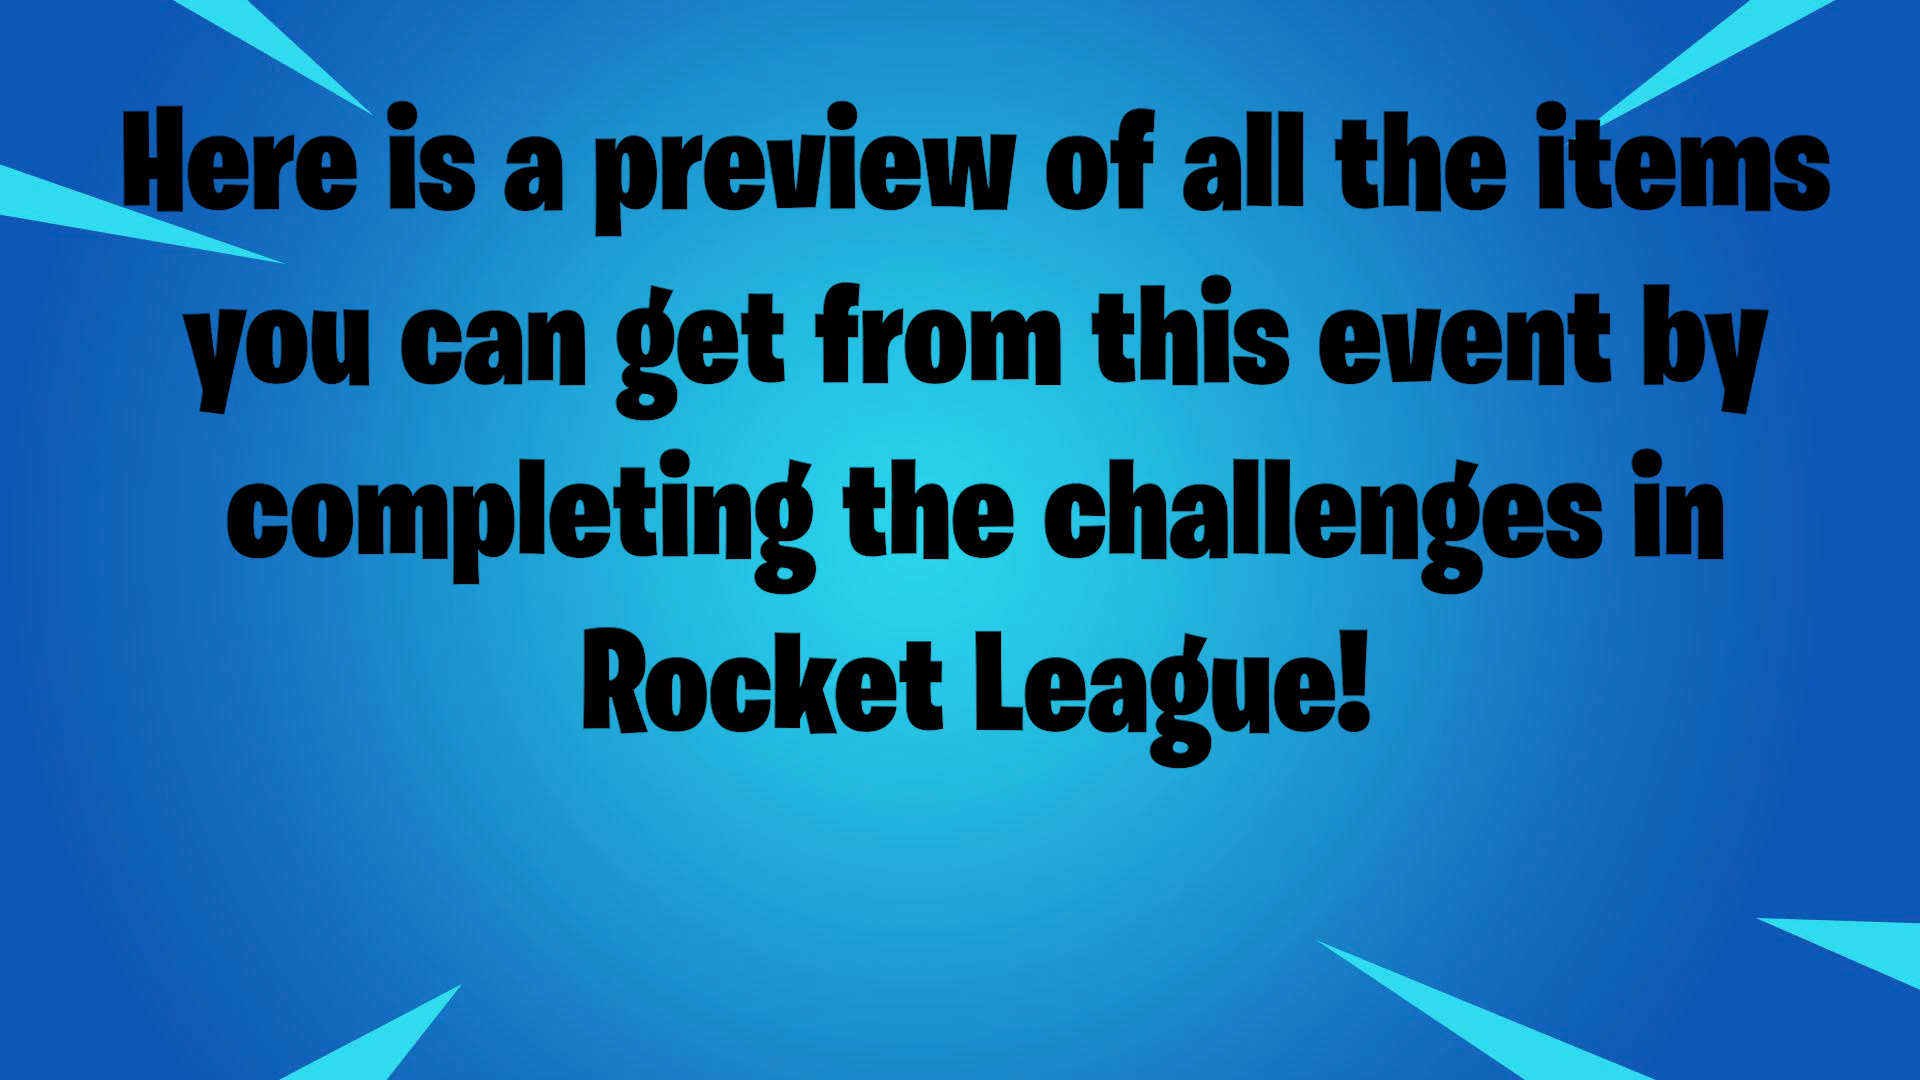 Here is a preview of all the items
you can get from this event by
completing the challenges in
Rocket League!